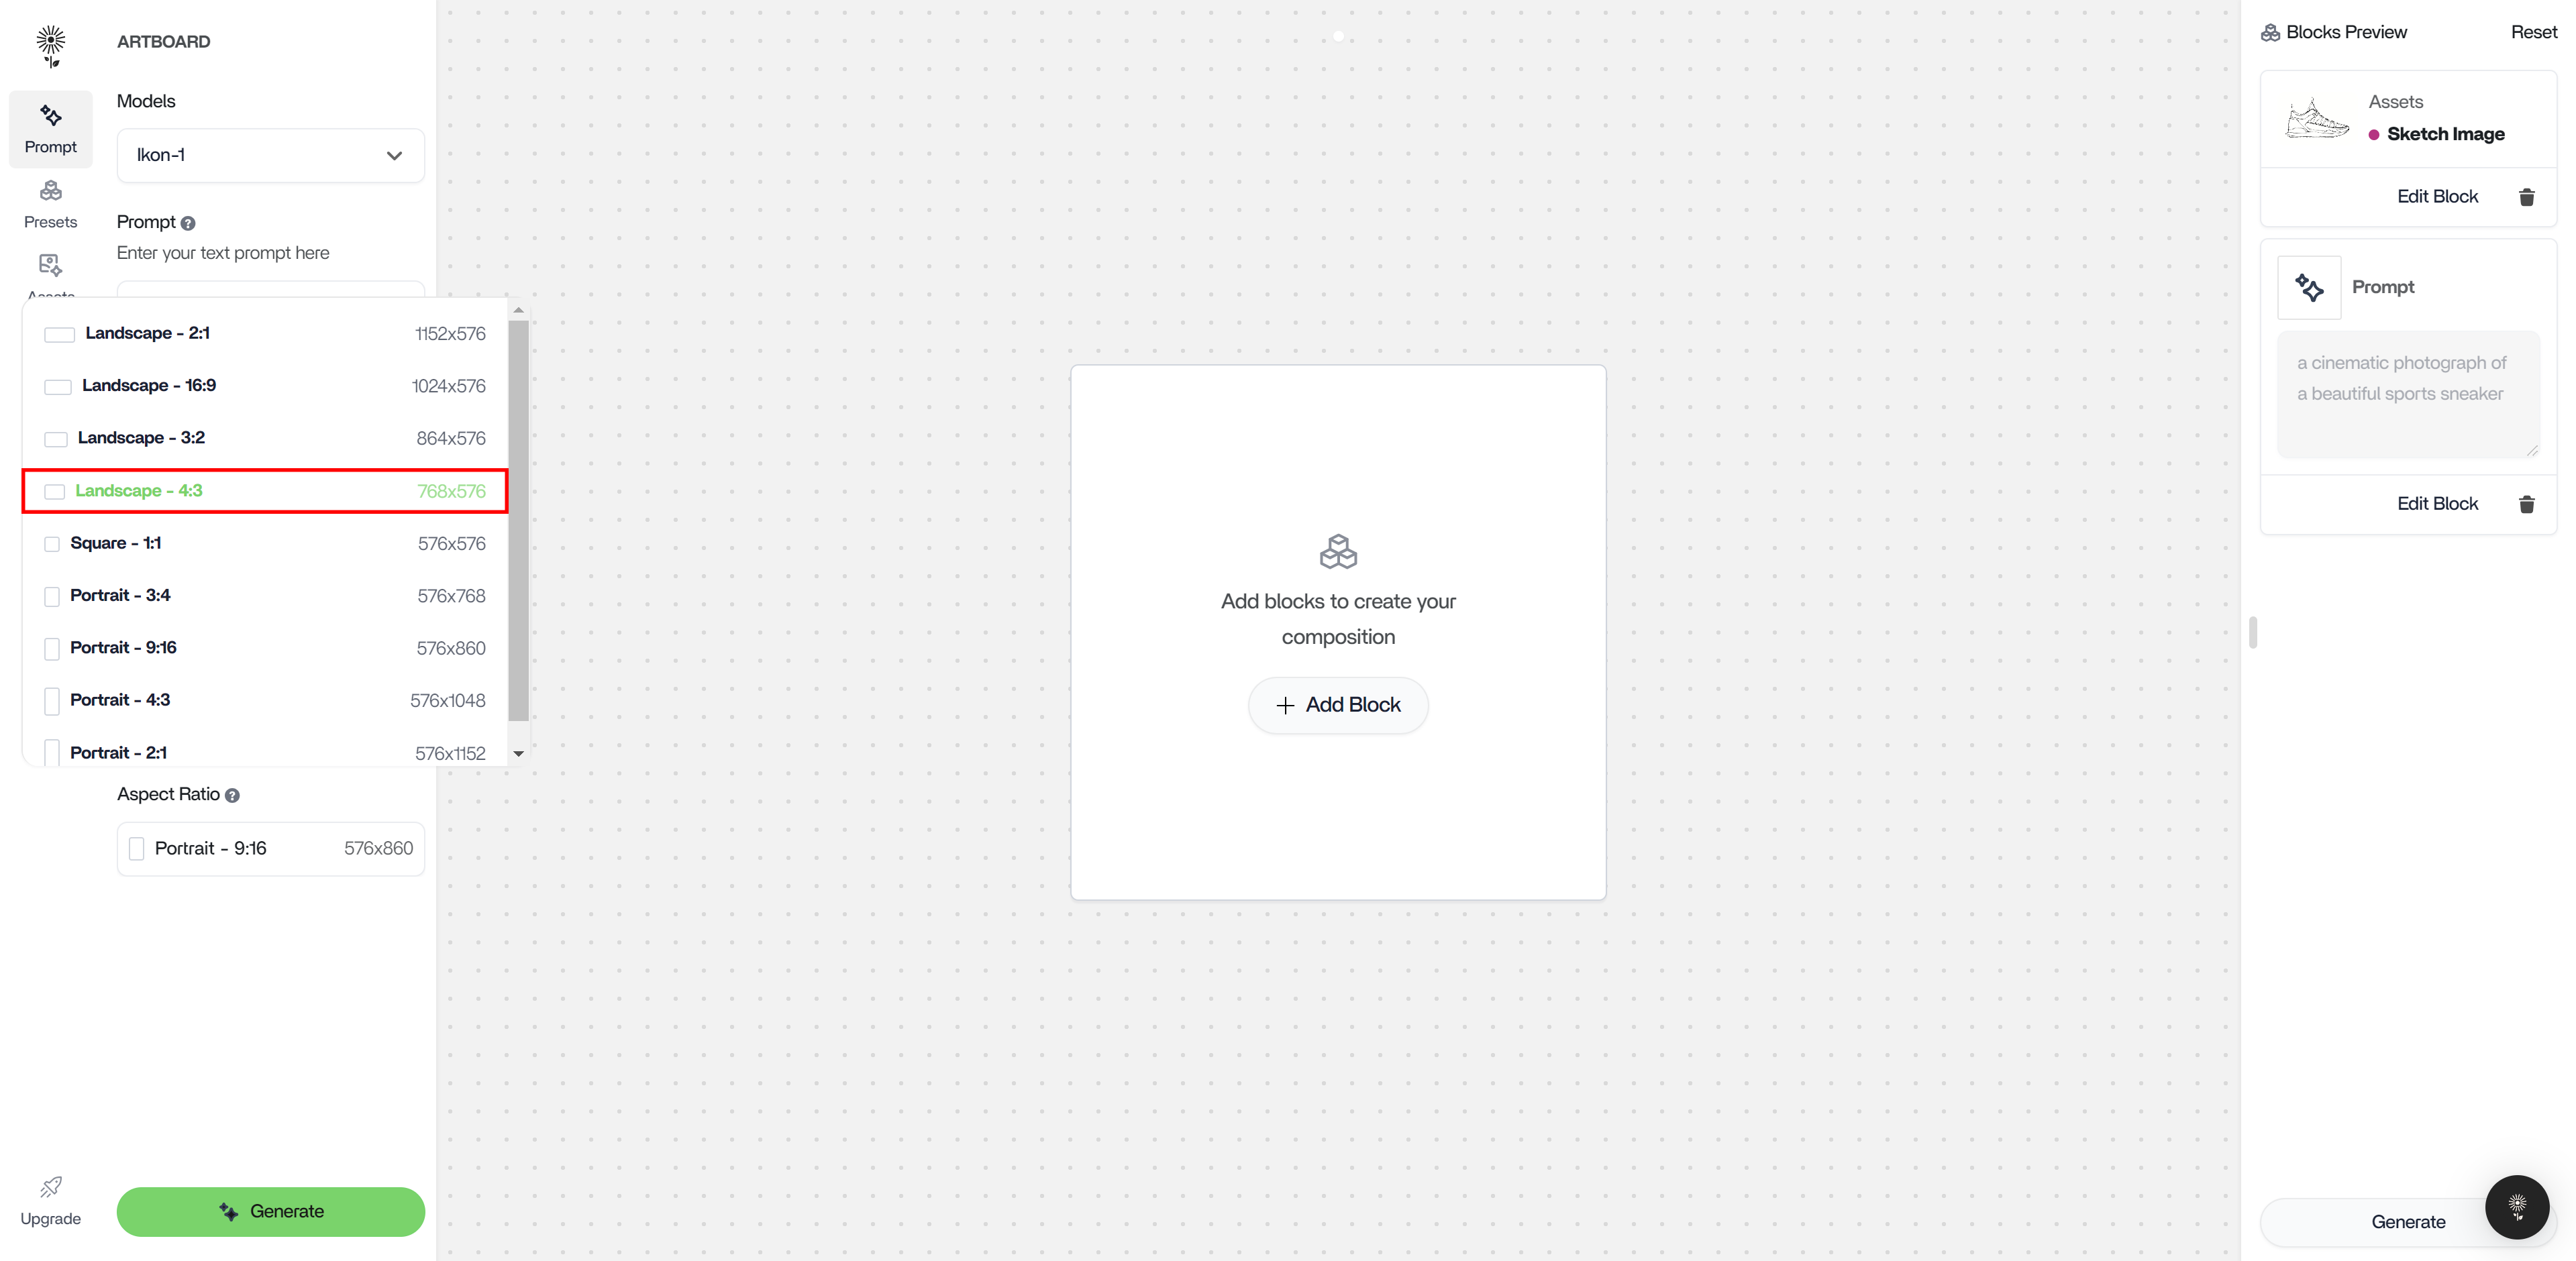 ARTBOARD
Models
Ikon-1
Prompt
Enter your text prompt here
Prompt
Presets
Assets
Landscape - 2:1 1152x576
Landscape - 16:9 1024x576
Landscape - 3:2 864x576
Landscape - 4:3 768x576
Square - 1:1 576x576
Portrait - 3:4 576x768
Portrait - 9:16 576x860
Portrait - 4:3 576x1048
Portrait - 2:1 576x1152
Aspect Ratio
Portrait - 9:16 576x860
Upgrade
Generate
Add blocks to create your
composition
+ Add Block
Blocks Preview Reset
Assets
Sketch Image
Edit Block
Prompt
a cinematic photograph of
a beautiful sports sneaker
Edit Block
Generate